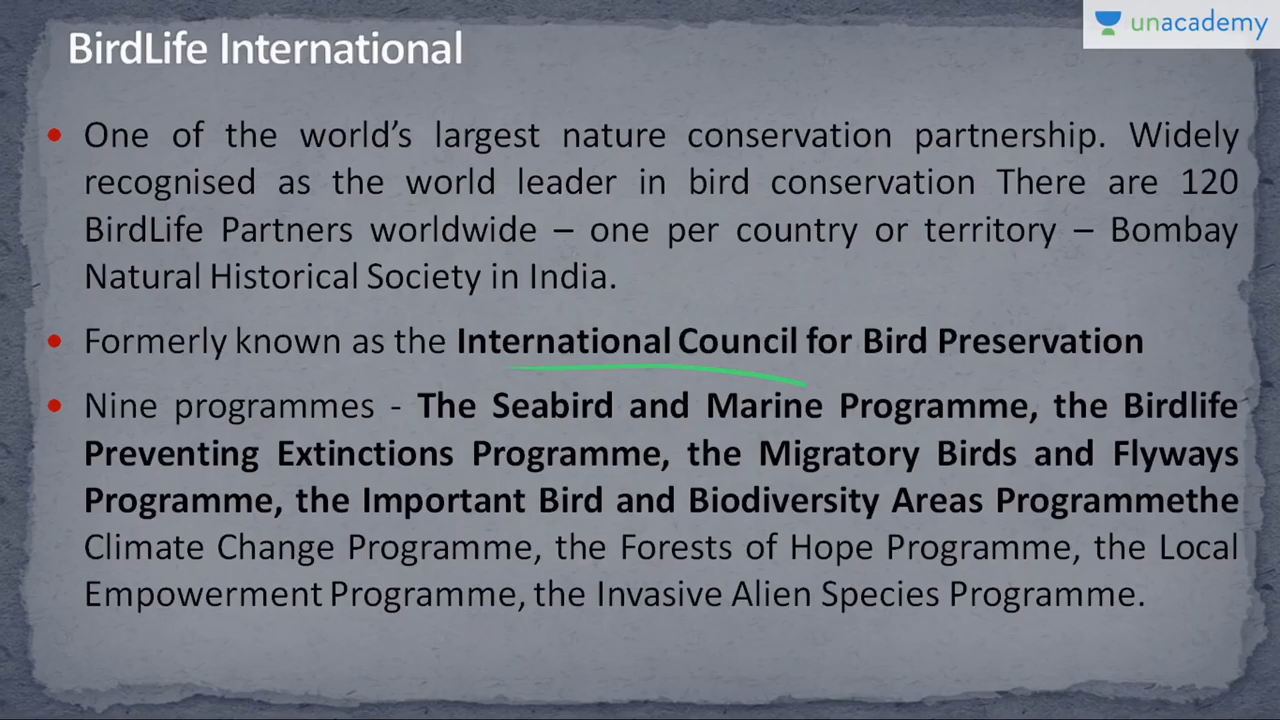 unacademy
BirdLife International
• One of the world's largest nature conservation partnership. Widely
recognised as the world leader in bird conservation There are 120
BirdLife Partners worldwide – one per country or territory – Bombay
Natural Historical Society in India.
• Formerly known as the International Council for Bird Preservation
• Nine programmes - The Seabird and Marine Programme, the Birdlife
Preventing Extinctions Programme, the Migratory Birds and Flyways
Programme, the Important Bird and Biodiversity Areas Programmethe
Climate Change Programme, the Forests of Hope Programme, the Local
Empowerment Programme, the Invasive Alien Species Programme.